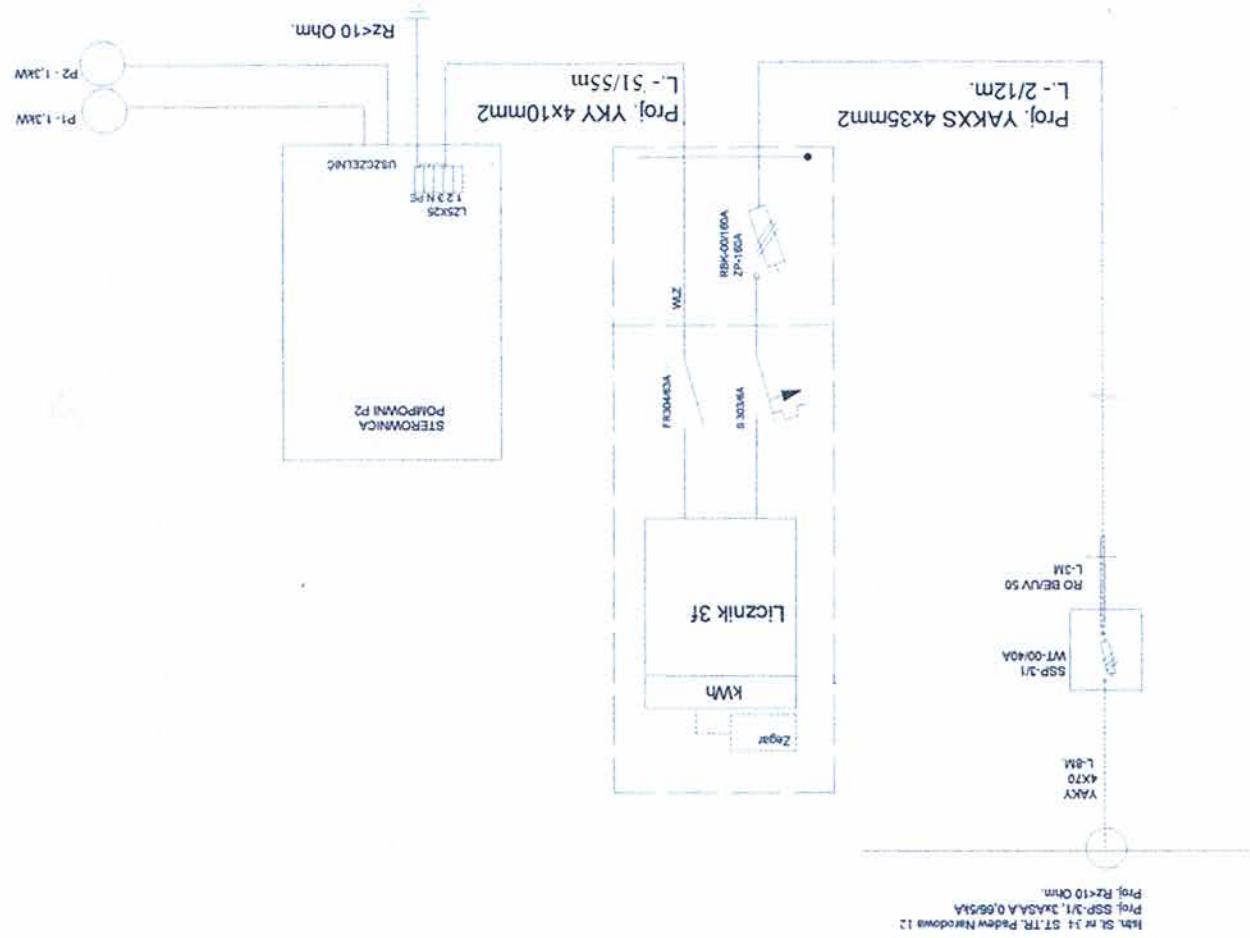 Istn. Sł. nr 34 ST.TR. Padew Narodowa 12
Proj. SSP-3/1, 3xASA A 0,66/5kA
Proj. Rz<10 Ohm.
YAKY
4X70
L-8M.
SSP-3/1
WT-00/40A
RO BE/UV 50
L-3M
Zegar
kWh
Licznik 3f
S 303/6A
FR304/63A
WLZ
RBK-00/160A
ZP-160A
Proj. YAKXS 4x35mm2
L.- 2/12m.
Proj. YKY 4x10mm2
L.- 51/55m
STEROWNICA
POMPOWNI P2
LZ5X25
1 2 3 N PE
USZCZELNIĆ
P1 - 1,3kW
P2 - 1,3kW
Rz<10 Ohm.